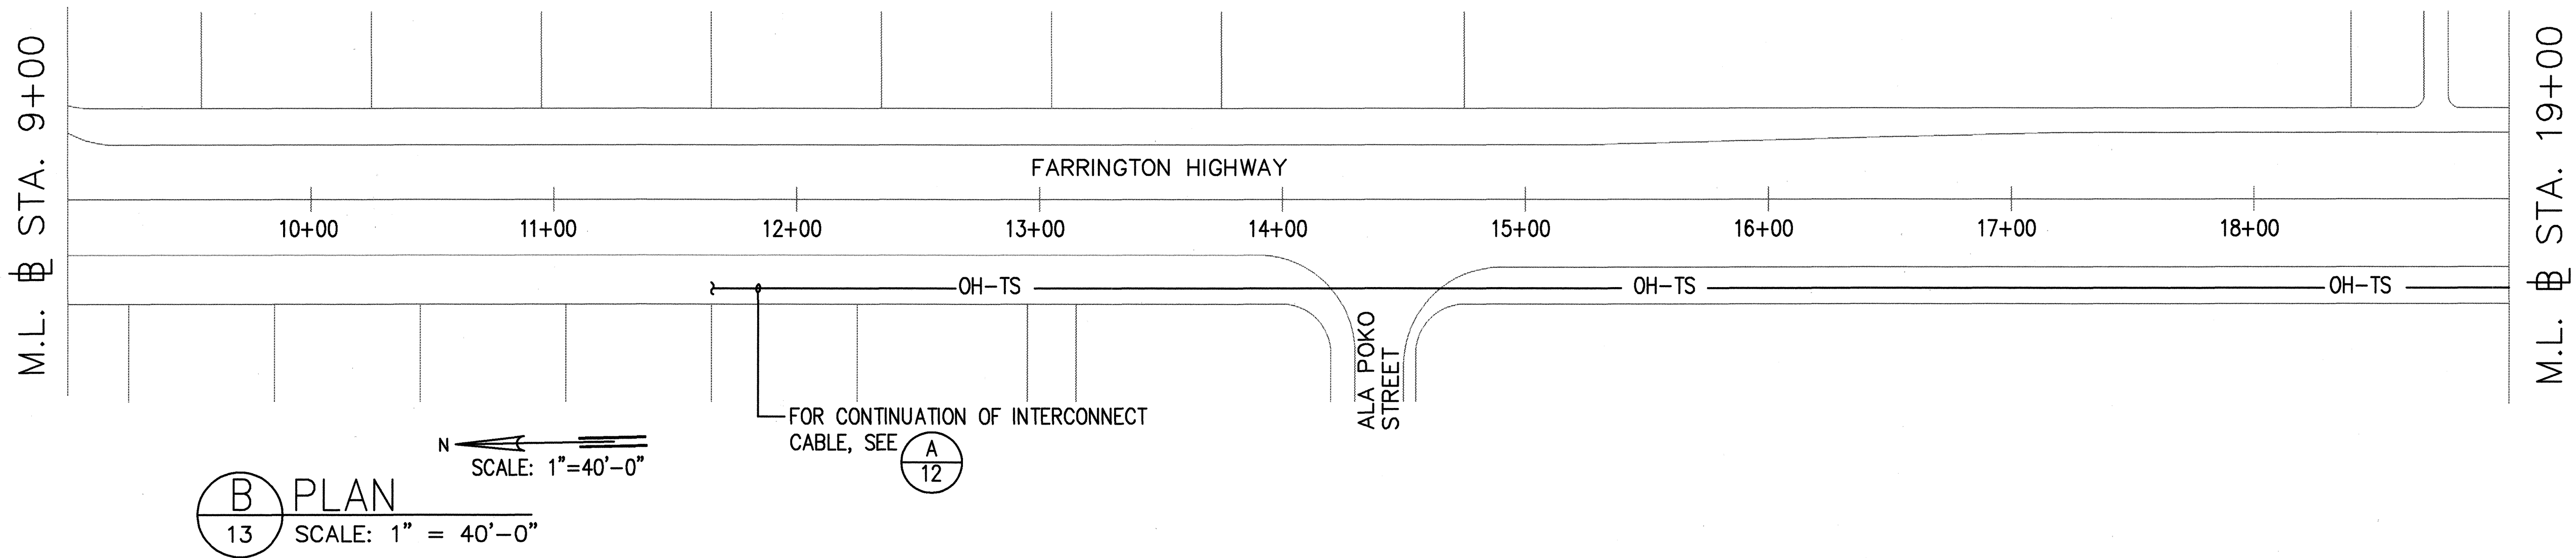 M.L. BL STA. 9+00
FARRINGTON HIGHWAY
10+00 11+00 12+00 13+00 14+00 15+00 16+00 17+00 18+00
OH-TS OH-TS OH-TS
M.L. BL STA. 19+00
ALA POKO
STREET
FOR CONTINUATION OF INTERCONNECT
CABLE, SEE
A
12
N
SCALE: 1"=40'-0"
B
13
PLAN
SCALE: 1" = 40'-0"